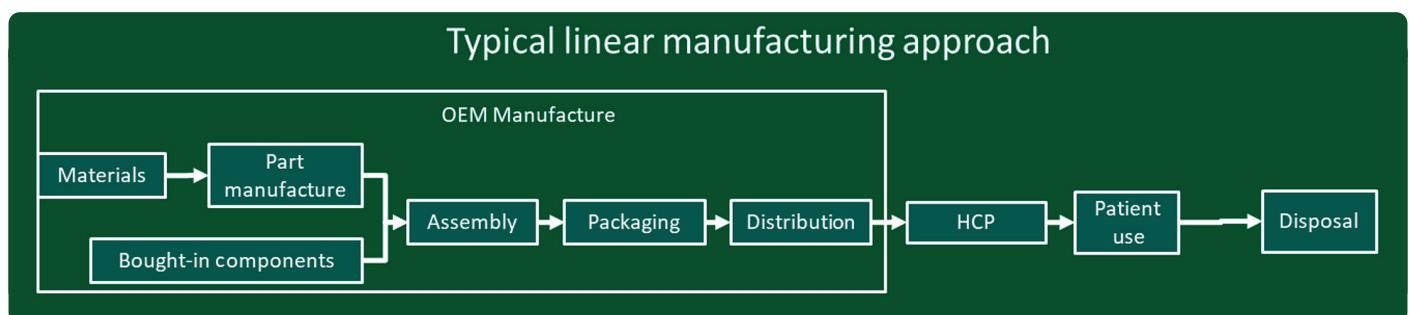 Typical linear manufacturing approach
OEM Manufacture
Materials
Part
manufacture
Bought-in components
Assembly
Packaging
Distribution
HCP
Patient
use
Disposal